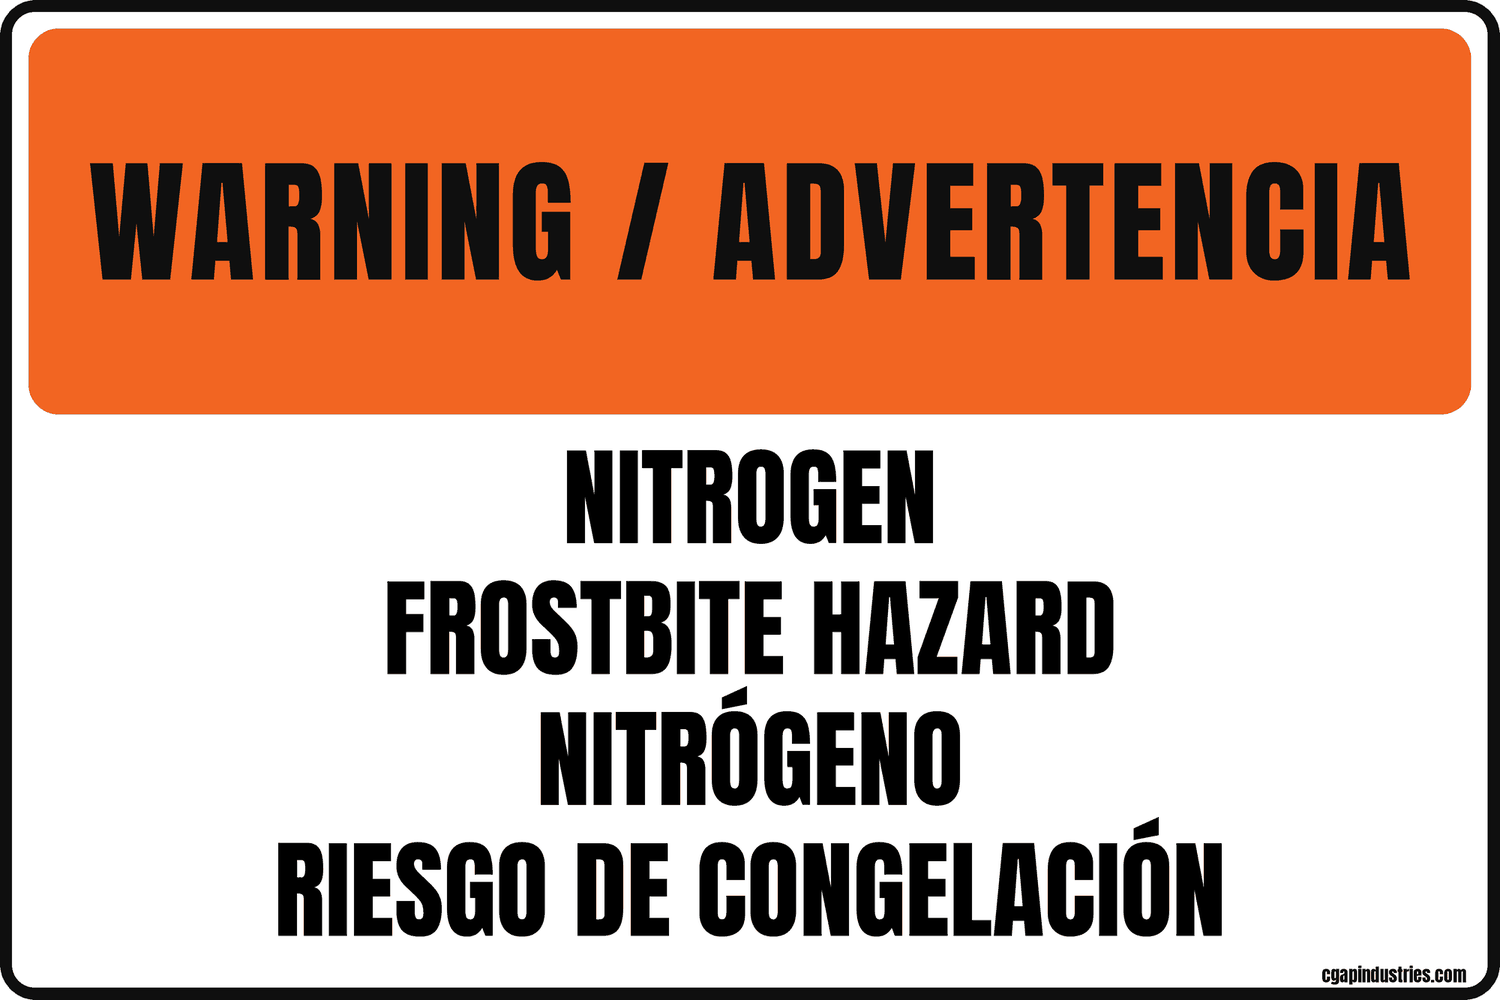 WARNING / ADVERTENCIA
NITROGEN
FROSTBITE HAZARD
NITRÓGENO
RIESGO DE CONGELACIÓN
cgapindustries.com